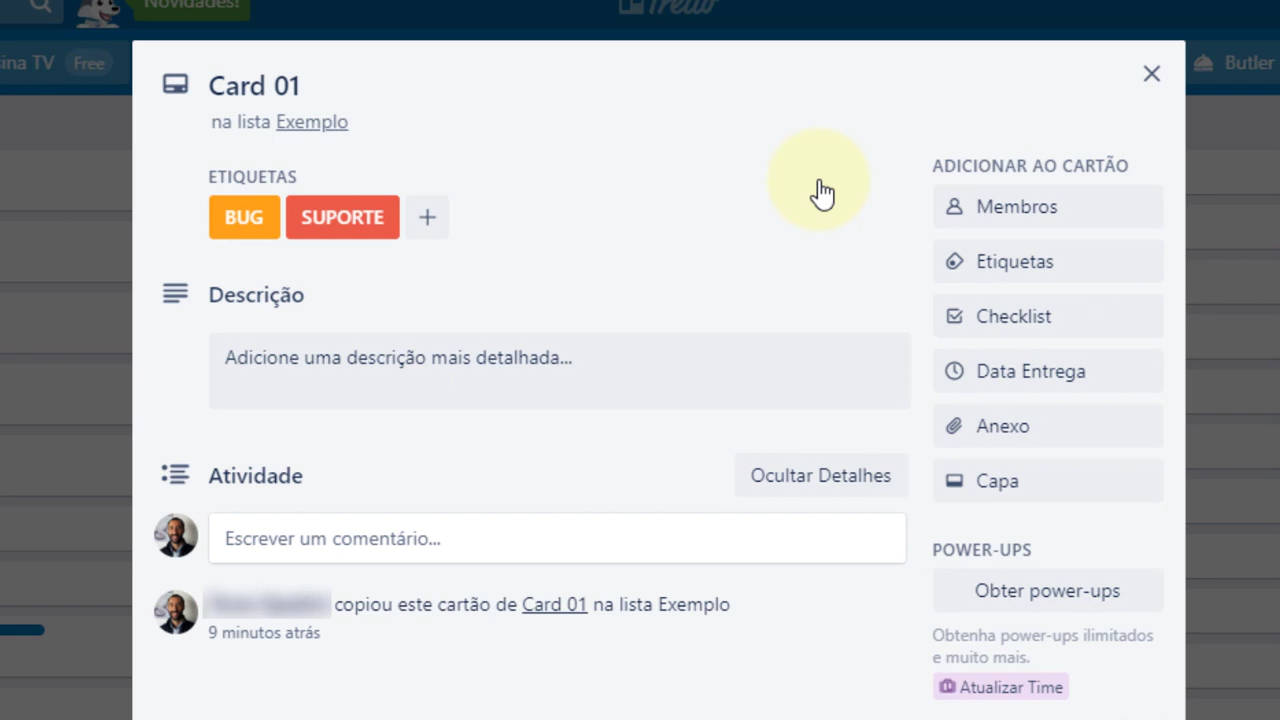 Novidades!
Trello
ina TV
Free
Butler
Card 01
na lista Exemplo
ETIQUETAS
BUG
SUPORTE
+
Descrição
Adicione uma descrição mais detalhada...
Atividade
Ocultar Detalhes
Escrever um comentário...
copiou este cartão de Card 01 na lista Exemplo
9 minutos atrás
ADICIONAR AO CARTÃO
Membros
Etiquetas
Checklist
Data Entrega
Anexo
Capa
POWER-UPS
Obter power-ups
Obtenha power-ups ilimitados
e muito mais.
Atualizar Time